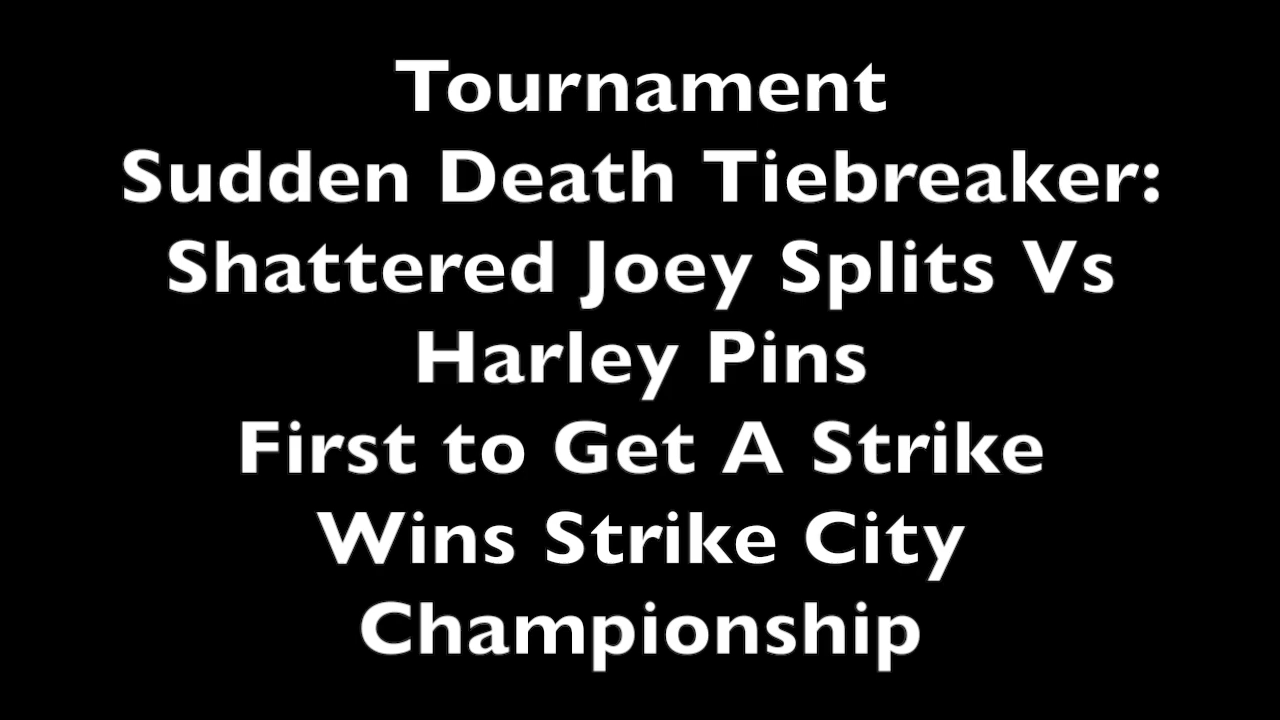 Tournament
Sudden Death Tiebreaker:
Shattered Joey Splits Vs
Harley Pins
First to Get A Strike
Wins Strike City
Championship